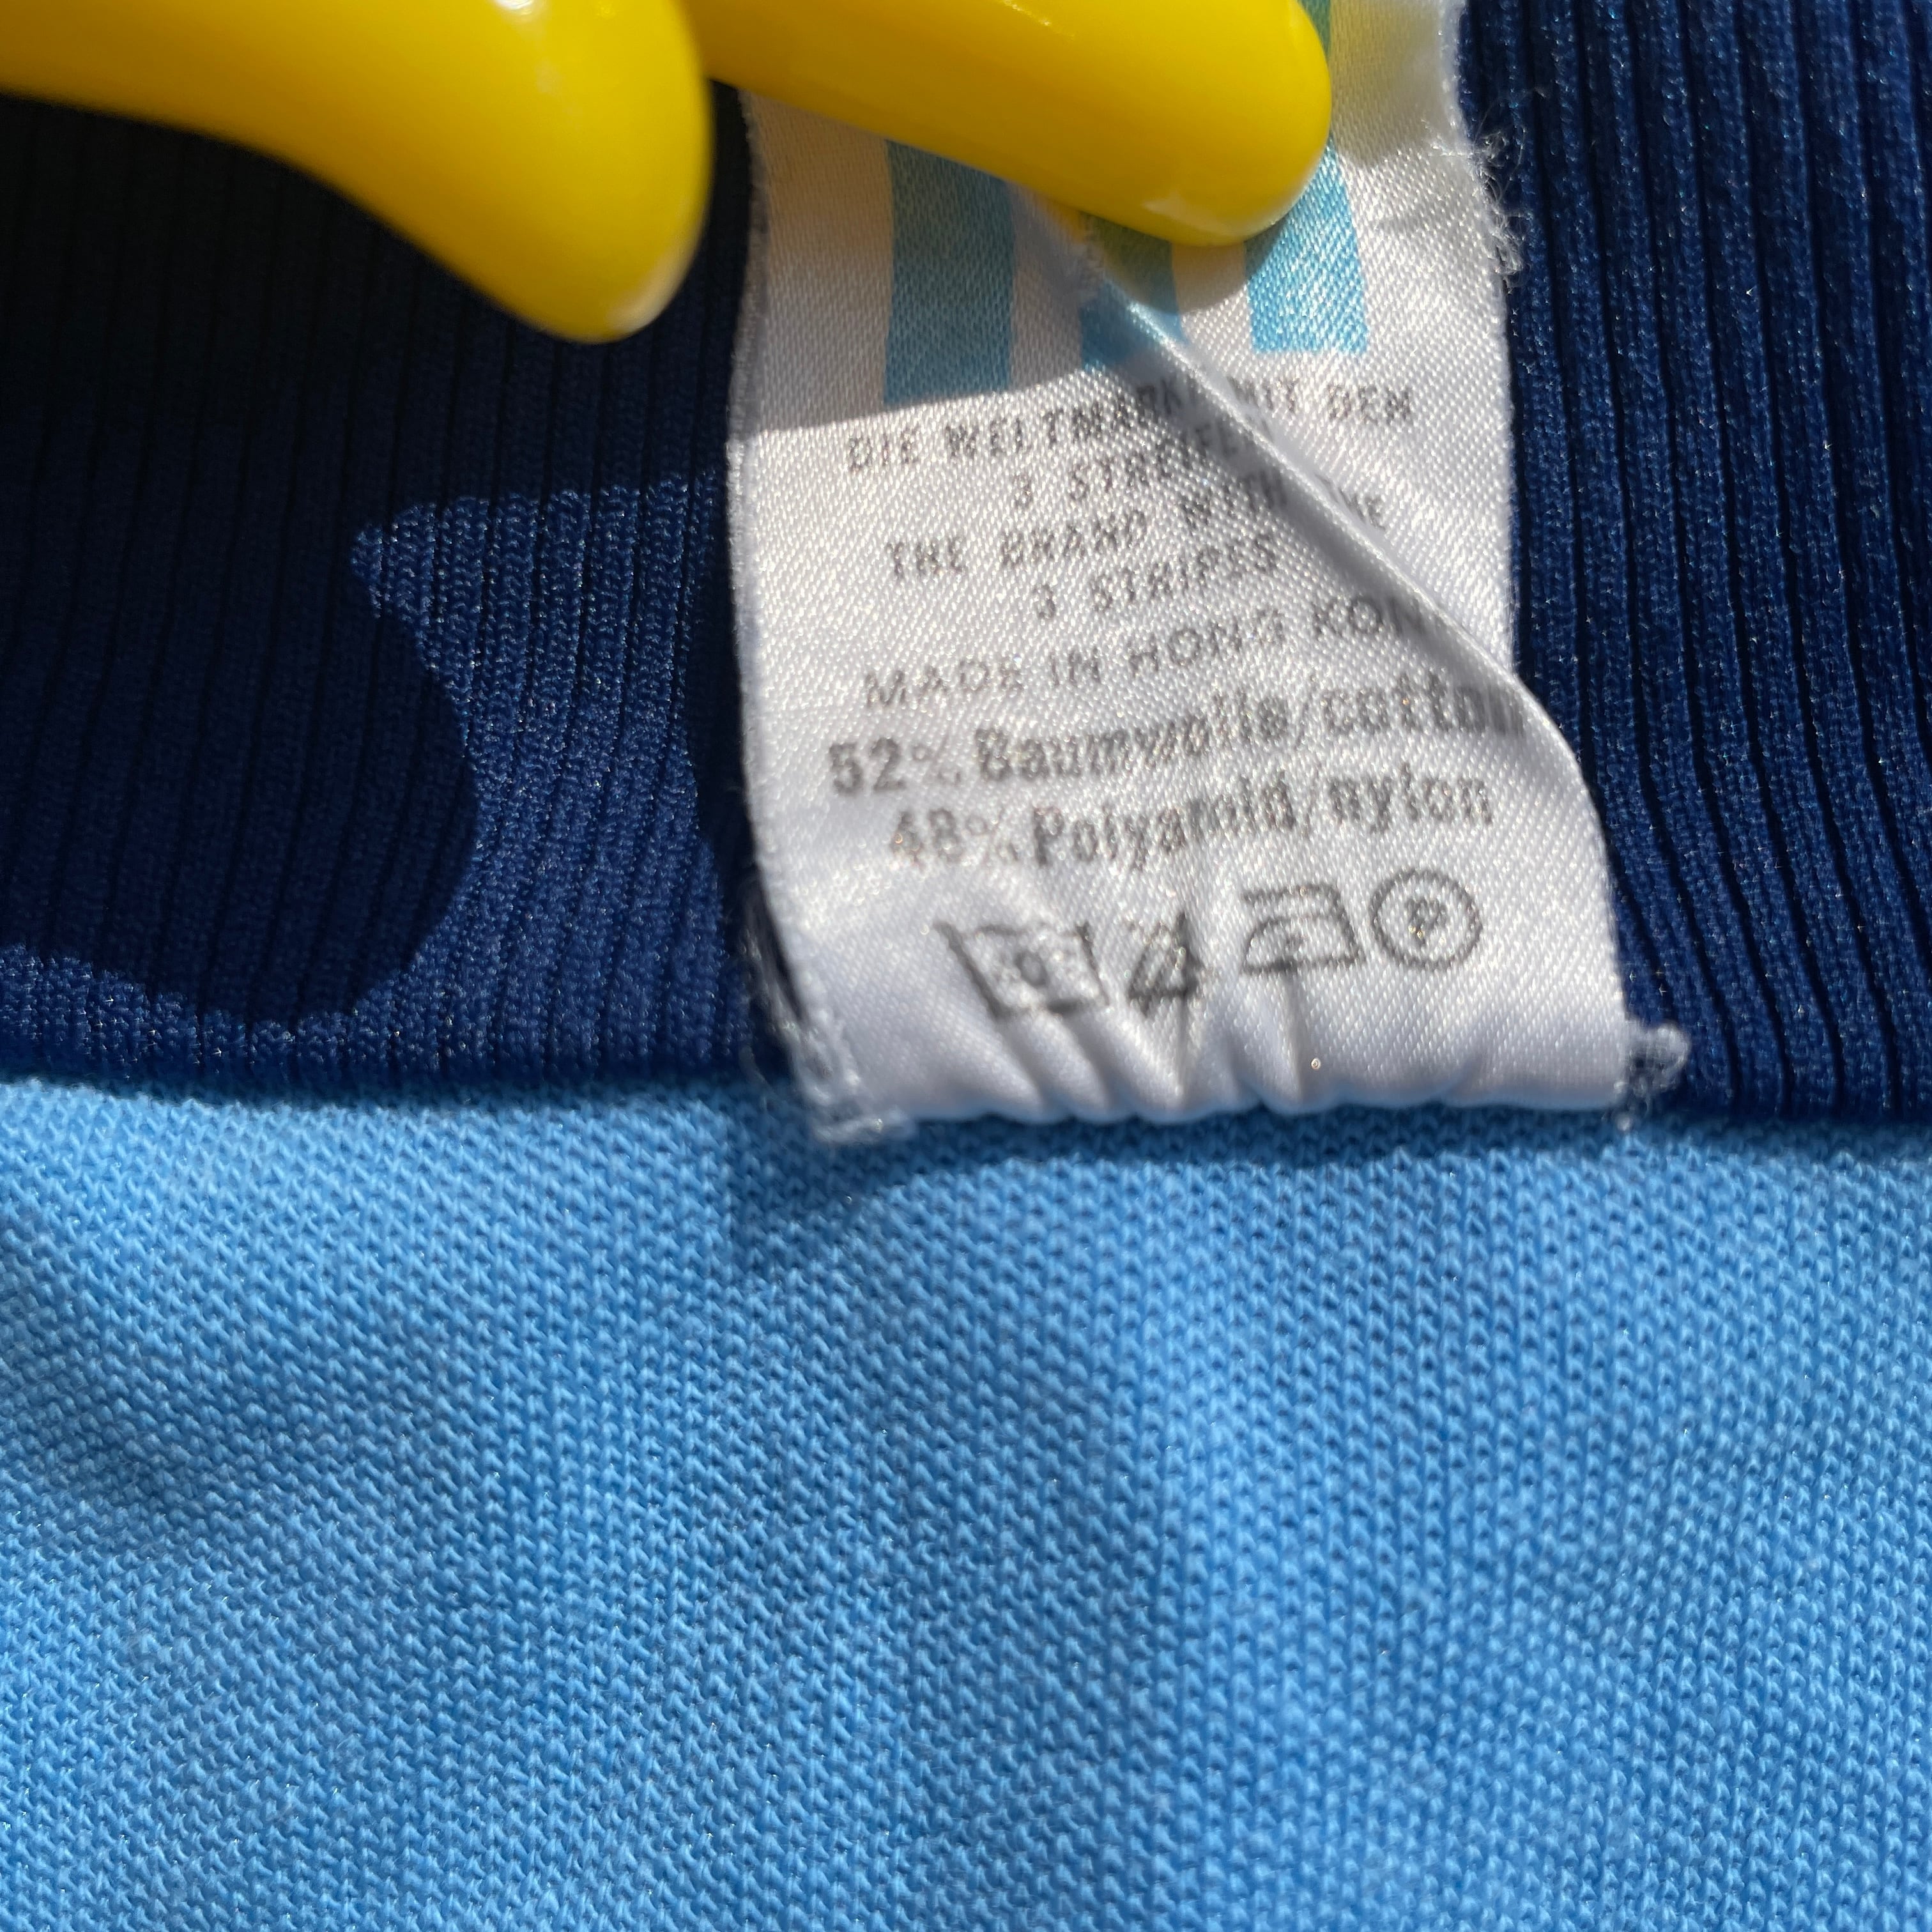 DIE WELTMARKE MIT DEN
3 STREIFEN
THE BRAND WITH THE
3 STRIPES
MADE IN HONG KONG
52% Baumwolle/cotton
48% Polyamid/nylon